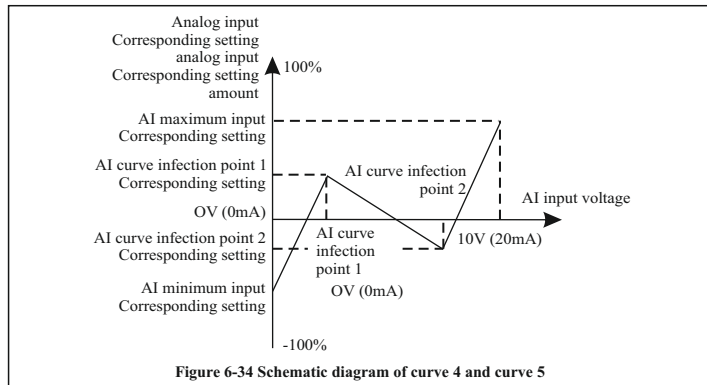 Analog input
Corresponding setting
analog input
Corresponding setting
amount
100%
AI maximum input
Corresponding setting
AI curve infection point 1
Corresponding setting
AI curve infection
point 2
AI input voltage
OV (0mA)
AI curve infection point 2
Corresponding setting
AI curve
infection
point 1
10V (20mA)
OV (0mA)
AI minimum input
Corresponding setting
-100%
Figure 6-34 Schematic diagram of curve 4 and curve 5